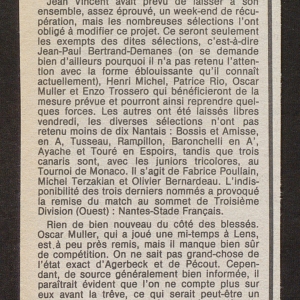 Jean Vincent avait prévu de laisser à son
ensemble, assez éprouvé, un week-end de récu-
pération, mais les nombreuses sélections l'ont
obligé à modifier ce projet. Ce seront seulement
les exempts des dites sélections, c'est-à-dire
Jean-Paul Bertrand-Demanes (on se demande
bien d'ailleurs pourquoi il n'a pas retenu l'atten-
tion avec la forme éblouissante qu'il connaît
actuellement), Henri Michel, Patrice Rio, Oscar
Muller et Enzo Trossero qui bénéficieront de la
mesure prévue et pourront ainsi reprendre quel-
ques forces. Les autres ont été laissés libres
vendredi, les diverses sélections n'ont pas
retenu moins de dix Nantais : Bossis et Amisse,
en A, Tusseau, Rampillon, Baronchelli en A',
Ayache et Touré en Espoirs, tandis que trois
canaris sont, avec les juniors tricolores, au
Tournoi de Monaco. Il s'agit de Fabrice Poullain,
Michel Terzakian et Olivier Bernardeau. L'indis-
ponibilité des trois derniers nommés a provoqué
la remise du match au sommet de Troisième
Division (Ouest) : Nantes-Stade Français.
Rien de bien nouveau du côté des blessés.
Oscar Muller, qui a joué une mi-temps à Lens,
est à peu près remis, mais il manque bien sûr
de compétition. On ne sait pas grand-chose de
l'état exact d'Agerbeck et de Pécout. Cepen-
dant, de source généralement bien informée, il
paraîtrait évident que l'on ne compte plus sur
eux avant la trêve, ce qui serait peut-être un